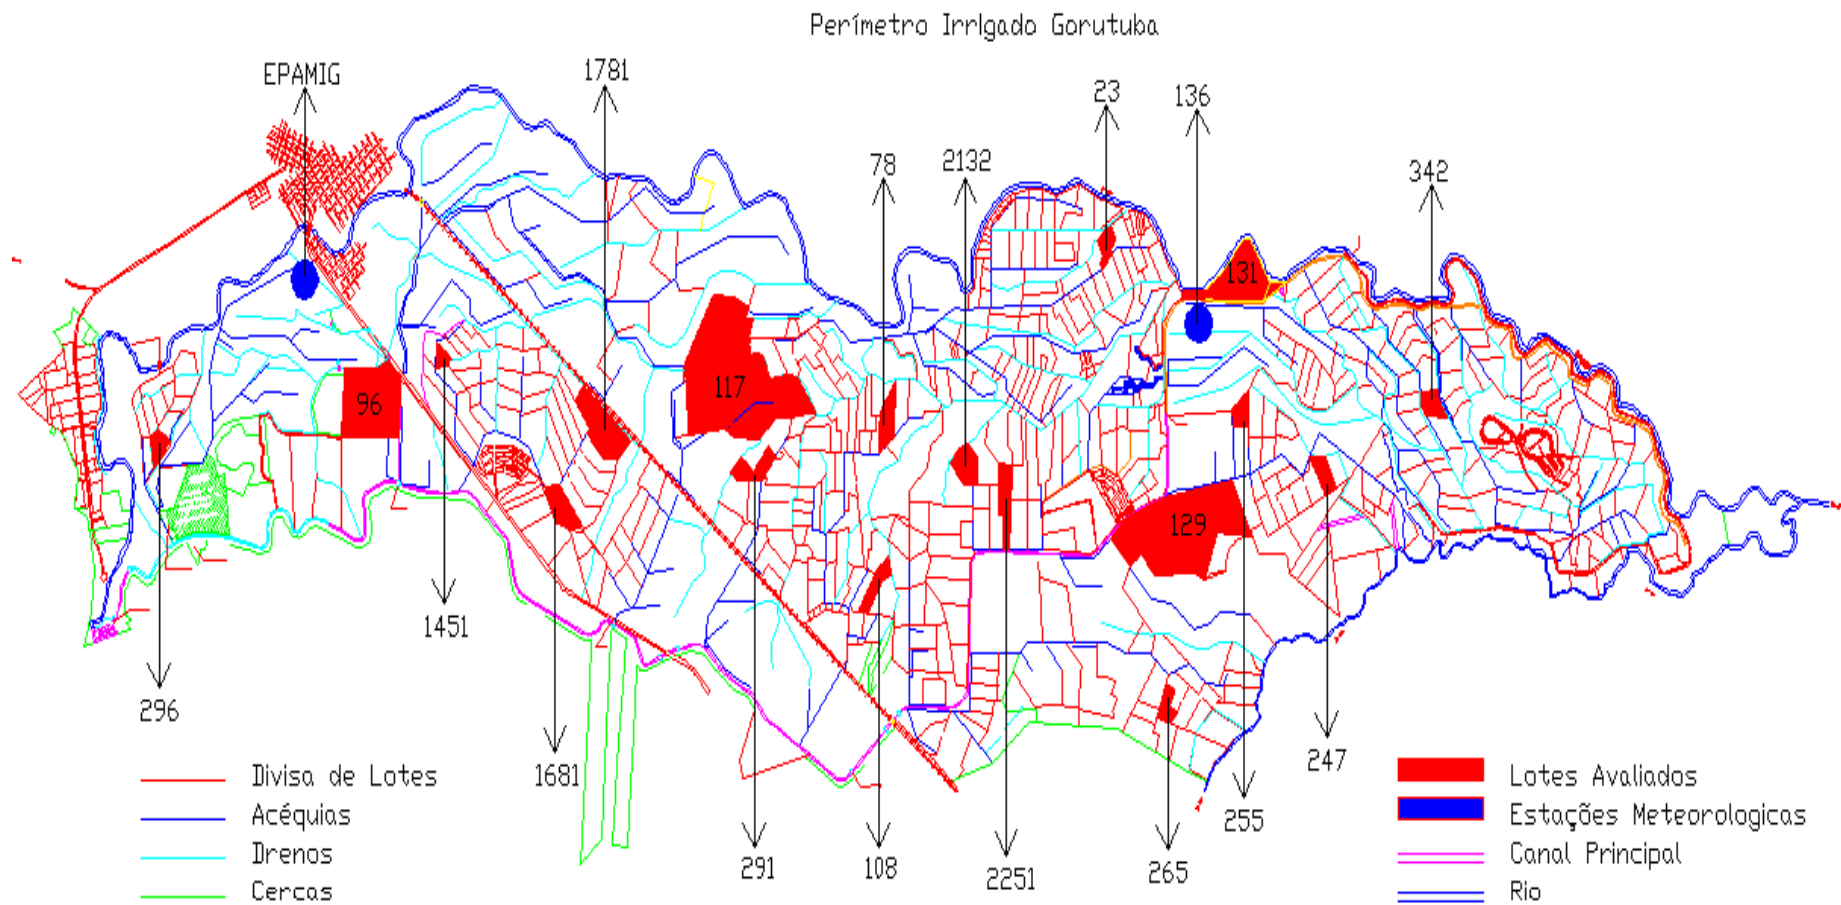 Perímetro Irrigado Gorutuba
EPAMIG
1781
23
136
78
2132
342
131
117
96
129
1451
296
1681
291
108
2251
265
255
247
Divisa de Lotes
Acéquias
Drenos
Cercas
Lotes Avaliados
Estações Meteorologicas
Canal Principal
Rio